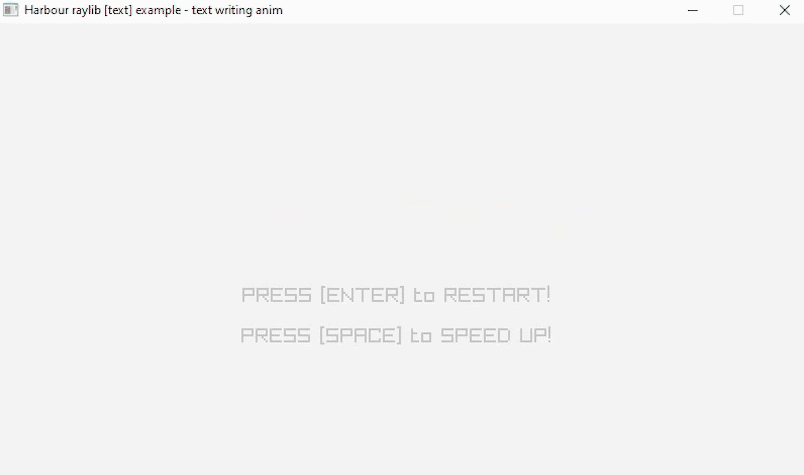 Harbour raylib [text] example - text writing anim
PRESS [ENTER] to RESTART!
PRESS [SPACE] to SPEED UP!